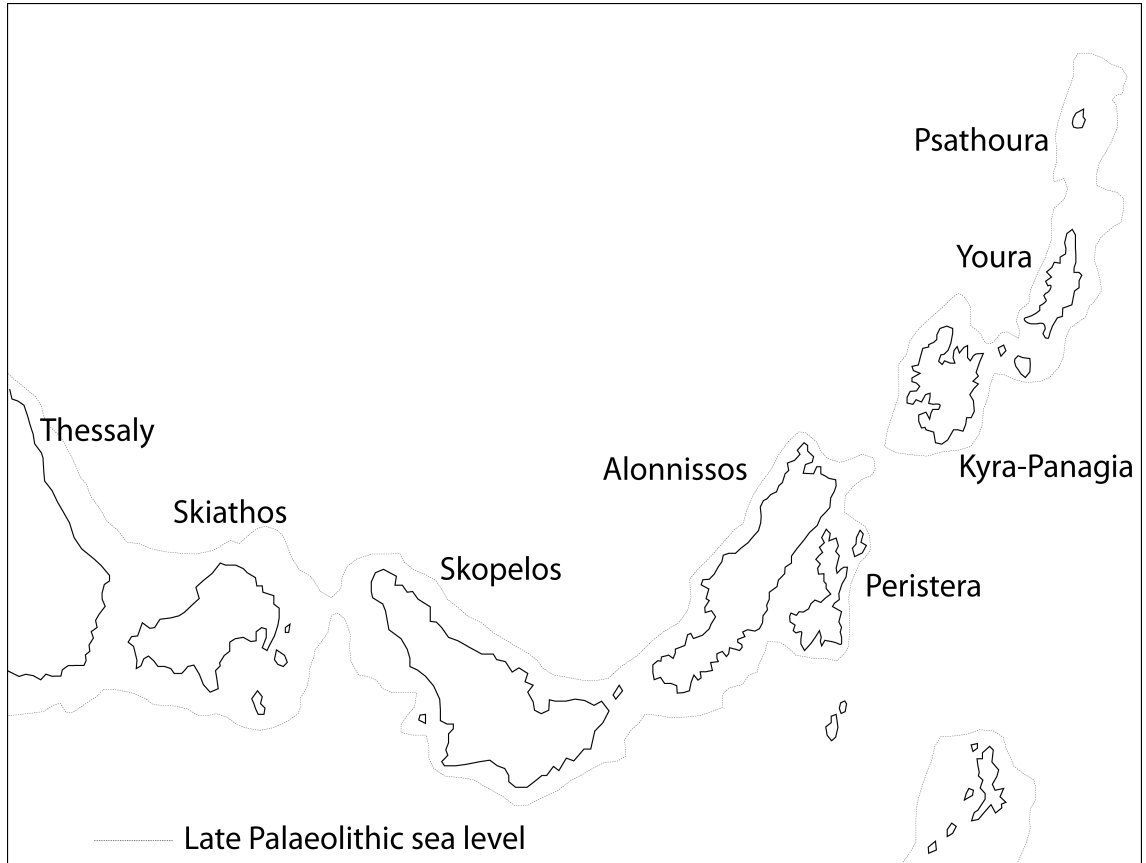 Psathoura
Youra
Thessaly
Alonnissos
Kyra-Panagia
Skiathos
Skopelos
Peristera
Late Palaeolithic sea level